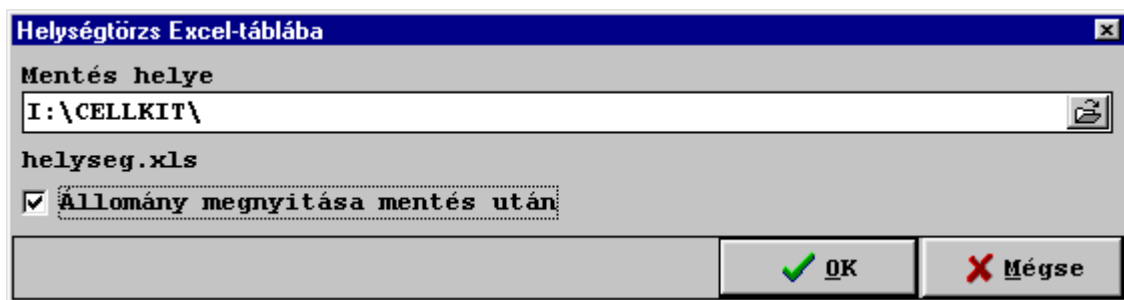 Helységtörzs Excel-táblába
Mentés helye
I:\CELLKIT\
helyseg.xls
Állomány megnyitása mentés után
OK Mégse